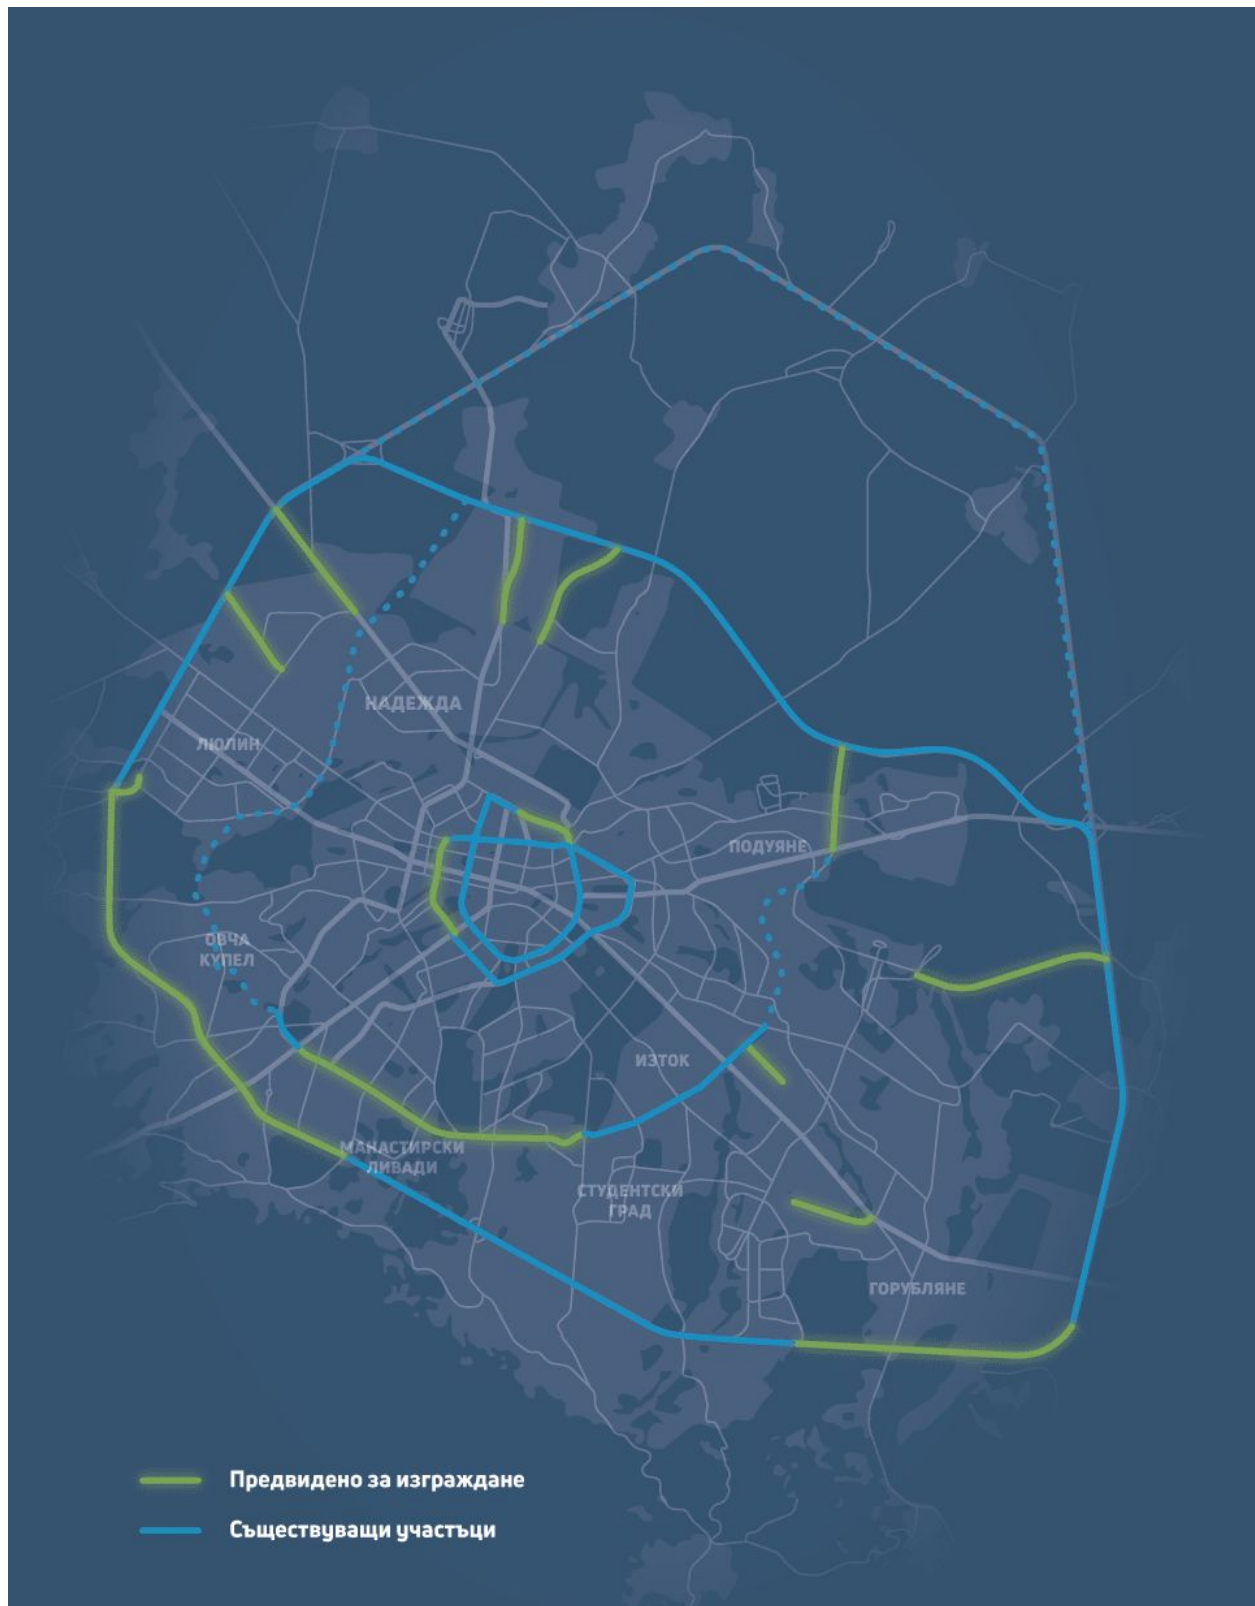 НАДЕЖДА
ЛЮЛИН
ПОДУЯНЕ
ОВЧА
КУПЕЛ
ИЗТОК
МАНАСТИРСКИ
ЛИВАДИ
СТУДЕНТСКИ
ГРАД
ГОРУБЛЯНЕ
Предвидено за изграждане
Съществуващи участъци